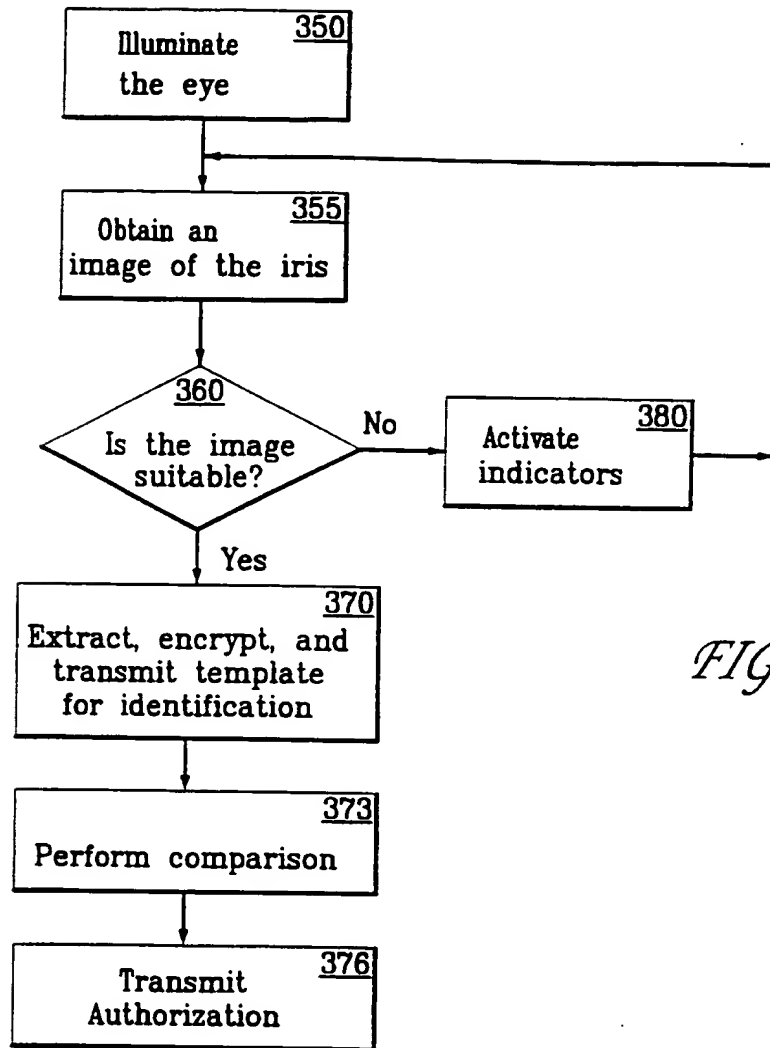 350
Illuminate
the eye
355
Obtain an
image of the iris
360
Is the image
suitable?
No
380
Activate
indicators
Yes
370
Extract, encrypt, and
transmit template
for identification
FIG
373
Perform comparison
376
Transmit
Authorization